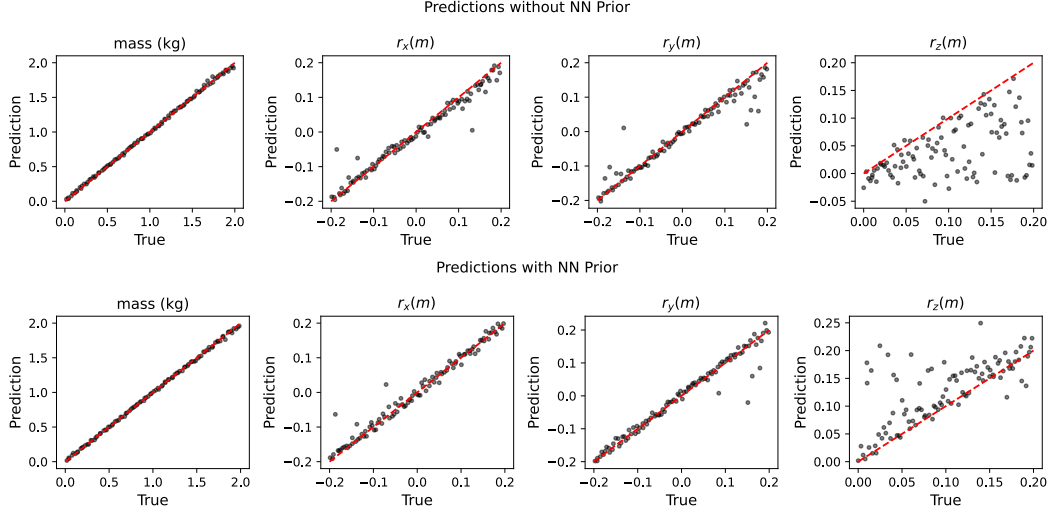 Predictions without NN Prior
mass (kg)
2.0
1.5
1.0
0.5
0.0
Prediction
0.0 0.5 1.0 1.5 2.0
True
r_x(m)
0.2
0.1
0.0
−0.1
−0.2
Prediction
−0.2 −0.1 0.0 0.1 0.2
True
r_y(m)
0.2
0.1
0.0
−0.1
−0.2
Prediction
−0.2 −0.1 0.0 0.1 0.2
True
r_z(m)
0.20
0.15
0.10
0.05
0.00
−0.05
Prediction
0.00 0.05 0.10 0.15 0.20
True
Predictions with NN Prior
mass (kg)
2.0
1.5
1.0
0.5
0.0
Prediction
0.0 0.5 1.0 1.5 2.0
True
r_x(m)
0.2
0.1
0.0
−0.1
−0.2
Prediction
−0.2 −0.1 0.0 0.1 0.2
True
r_y(m)
0.2
0.1
0.0
−0.1
−0.2
Prediction
−0.2 −0.1 0.0 0.1 0.2
True
r_z(m)
0.25
0.20
0.15
0.10
0.05
0.00
Prediction
0.00 0.05 0.10 0.15 0.20
True